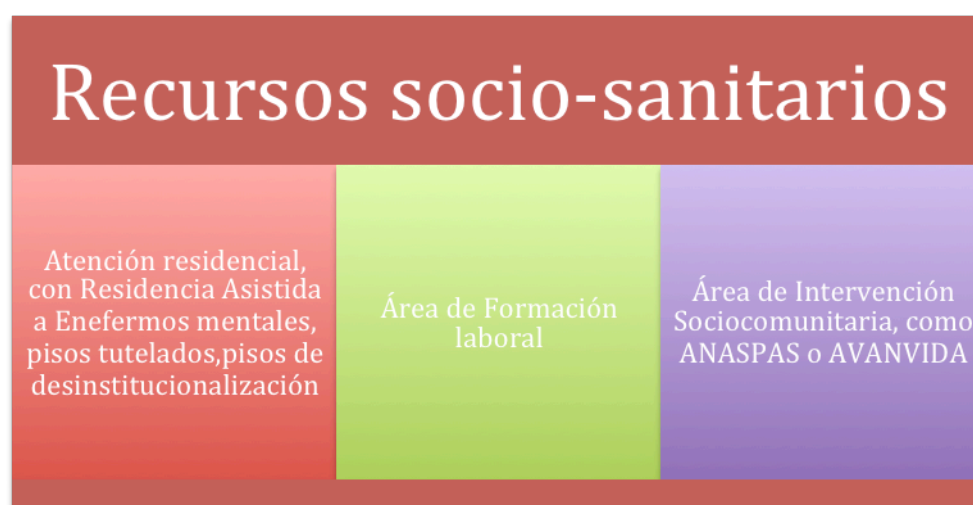 Recursos socio-sanitarios
Atención residencial,
con Residencia Asistida
a Enefermos mentales,
pisos tutelados,pisos de
desinstitucionalización
Área de Formación
laboral
Área de Intervención
Sociocomunitaria, como
ANASPAS o AVANVIDA